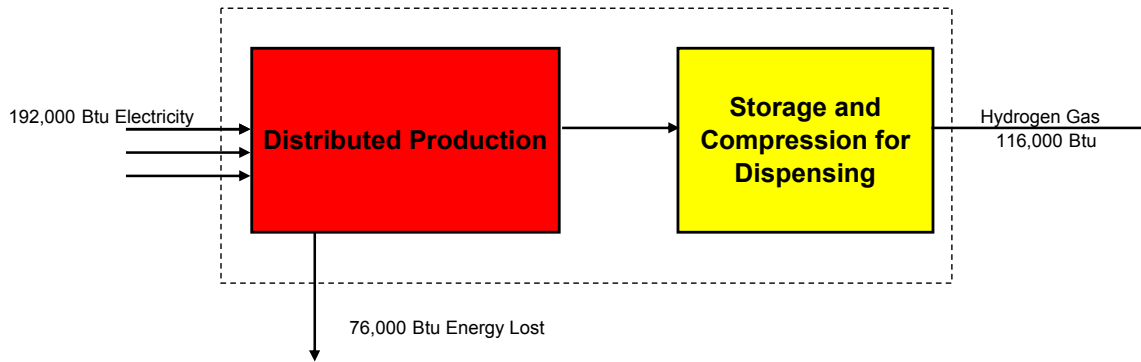 192,000 Btu Electricity
Distributed Production
Storage and
Compression for
Dispensing
Hydrogen Gas
116,000 Btu
76,000 Btu Energy Lost